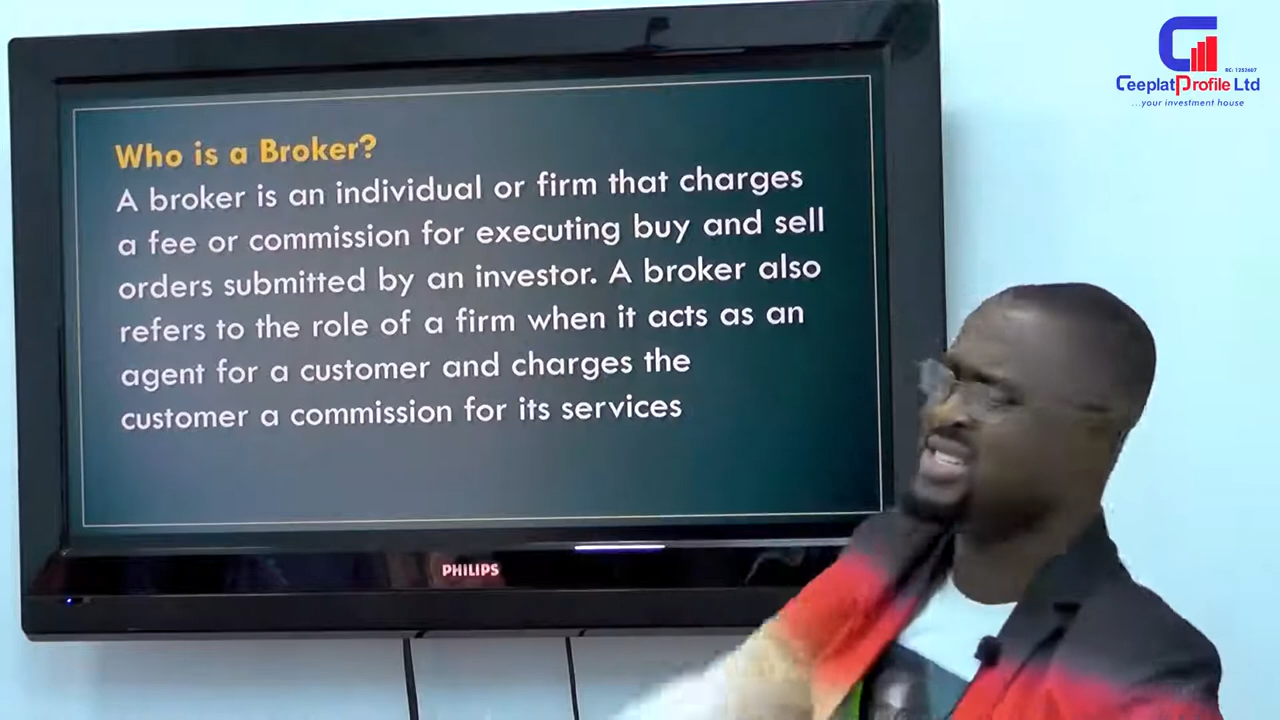 Who is a Broker?
A broker is an individual or firm that charges
a fee or commission for executing buy and sell
orders submitted by an investor. A broker also
refers to the role of a firm when it acts as an
agent for a customer and charges the
customer a commission for its services
PHILIPS
RC: 1252607
CeeplatProfile Ltd
...your investment house